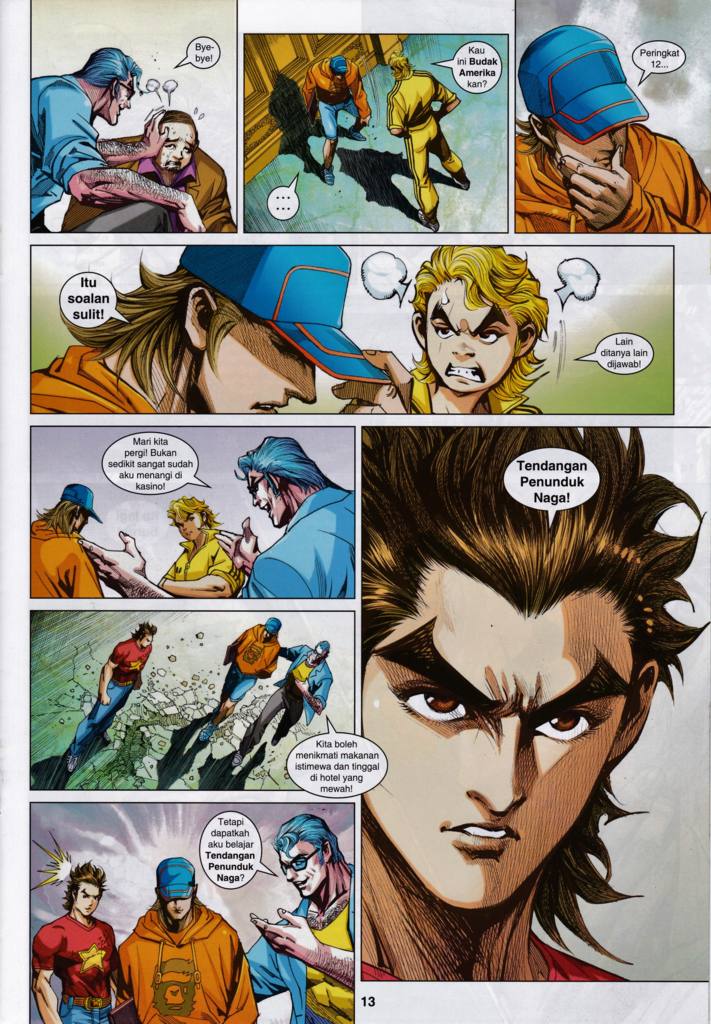 Bye-
bye!
Kau
ini Budak
Amerika
kan?
...
...
Peringkat
12...
Itu
soalan
sulit!
Lain
ditanya lain
dijawab!
Mari kita
pergi! Bukan
sedikit sangat sudah
aku menangi di
kasino!
Tendangan
Penunduk
Naga!
Kita boleh
menikmati makanan
istimewa dan tinggal
di hotel yang
mewah!
Tetapi
dapatkah
aku belajar
Tendangan
Penunduk
Naga?
13